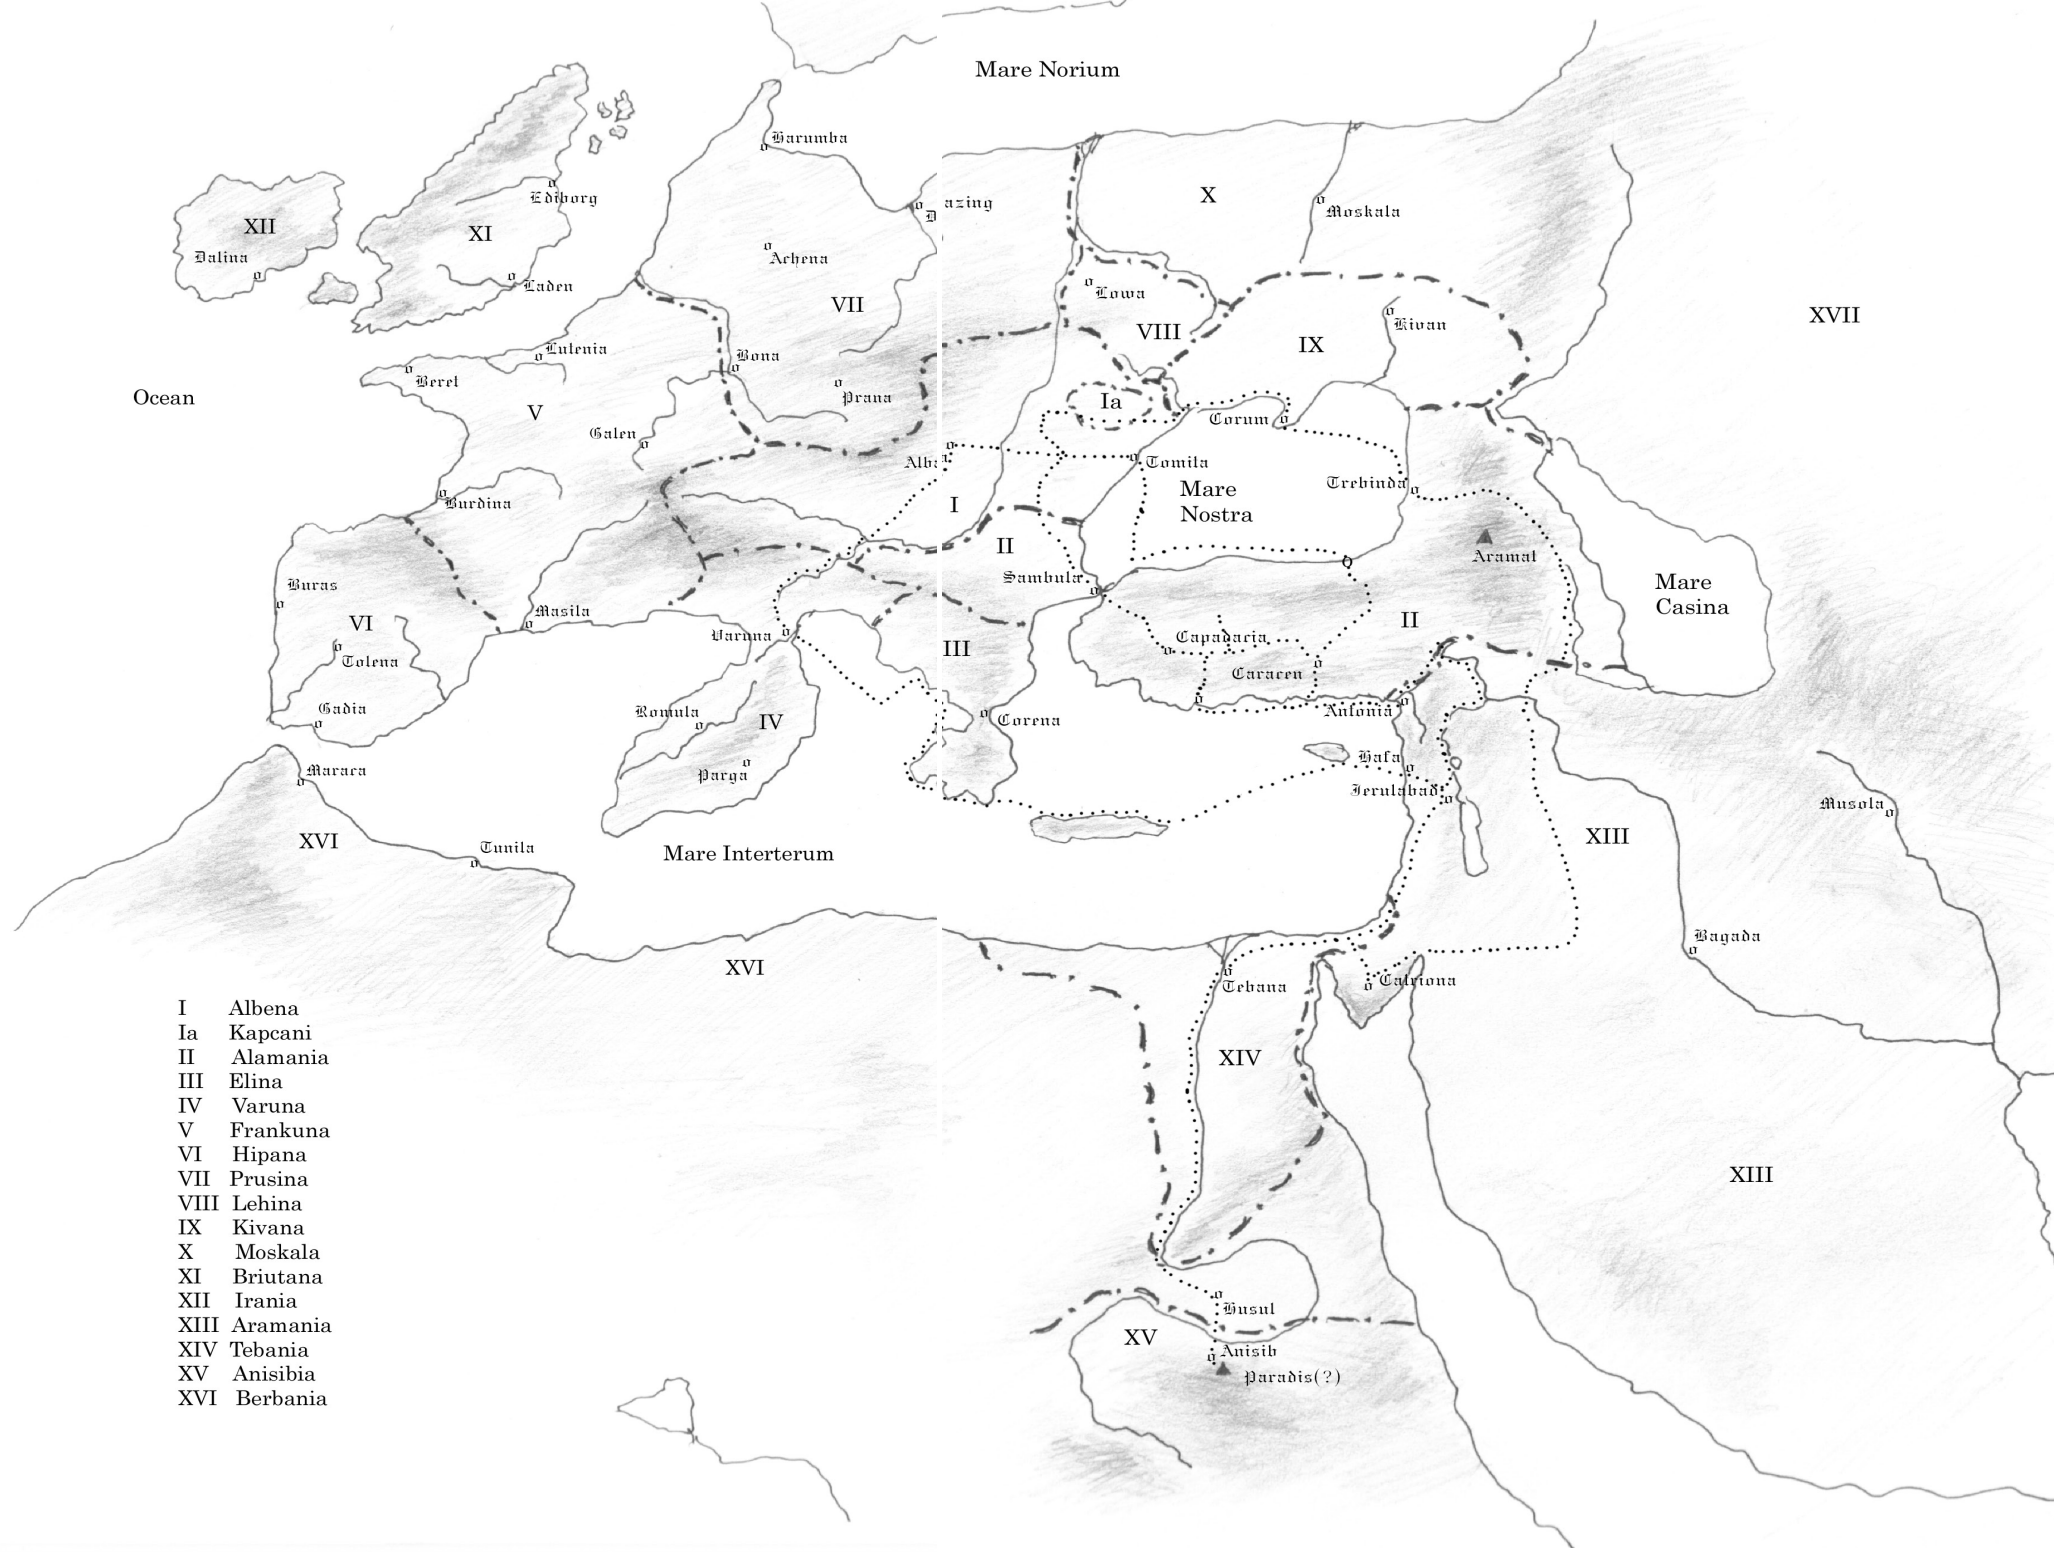 Mare Norium
Harumba
Ediborg
X
Moskala
D
azing
XII
XI
Dalina
Achena
Laden
Lowa
VII
XVII
Kivan
VIII
IX
Lutenia
Bona
Beret
Ocean
Prana
Ia
V
Corum
Galen
Alba
Tomila
Trebinda
Mare
Nostra
Burdina
I
II
Aramat
Sambula
Buras
Mare
Casina
Masila
VI
II
Varuna
Capadacia
III
Tolena
Caracen
Gadia
Romula
IV
Corena
Antonia
Hafa
Maraca
Parga
Jerulabad
Musola
XVI
XIII
Tunila
Mare Interterum
Bagada
XVI
Calriona
Tebana
I Albena
Ia Kapcani
II Alamania
III Elina
IV Varuna
V Frankuna
VI Hipana
VII Prusina
VIII Lehina
IX Kivana
X Moskala
XI Briutana
XII Irania
XIII Aramania
XIV Tebania
XV Anisibia
XVI Berbania
XIV
XIII
Husul
XV
Anisib
Paradis(?)